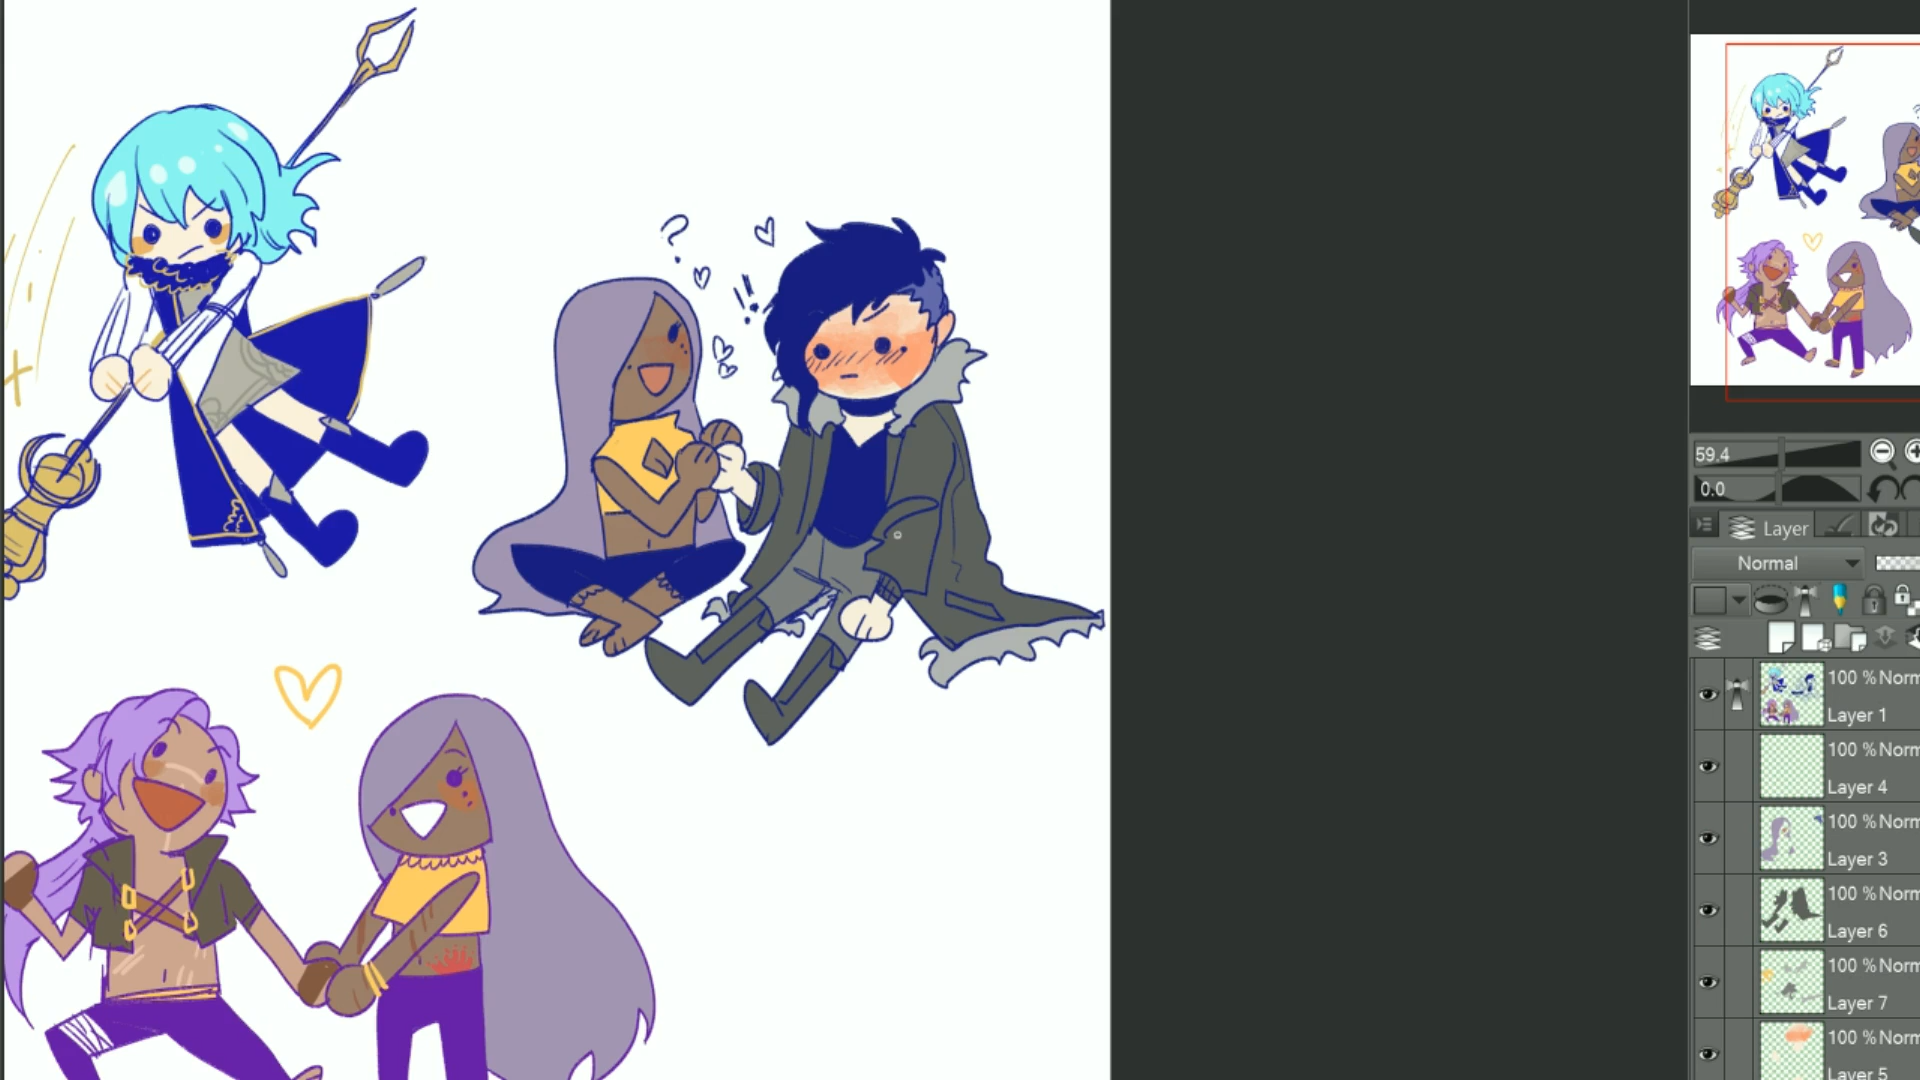 ?
!!
59.4
0.0
Layer
Normal
100 % Norm
Layer 1
100 % Norm
Layer 4
100 % Norm
Layer 3
100 % Norm
Layer 6
100 % Norm
Layer 7
100 % Norm
Layer 5